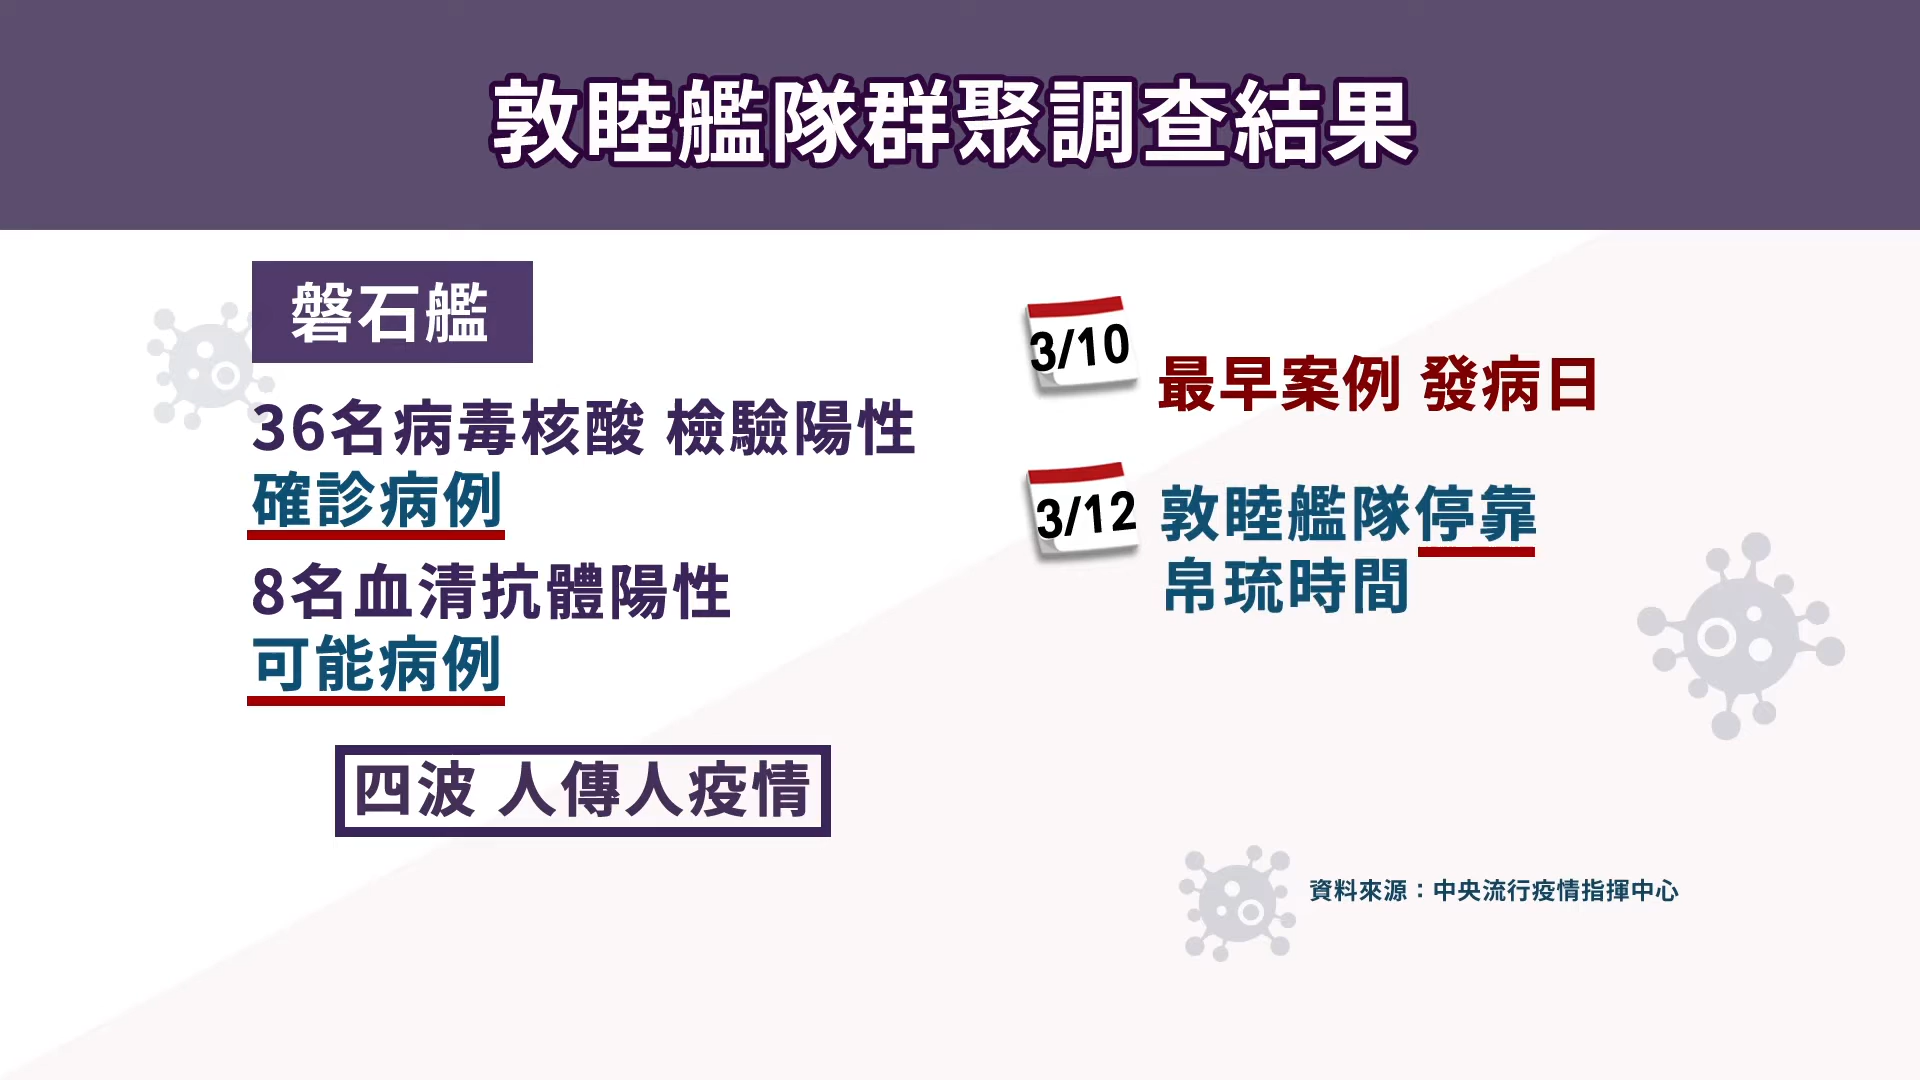 敦睦艦隊群聚調查結果
磐石艦
36名病毒核酸 檢驗陽性
確診病例
8名血清抗體陽性
可能病例
四波 人傳人疫情
3/10
最早案例 發病日
3/12
敦睦艦隊停靠
帛琉時間
資料來源：中央流行疫情指揮中心